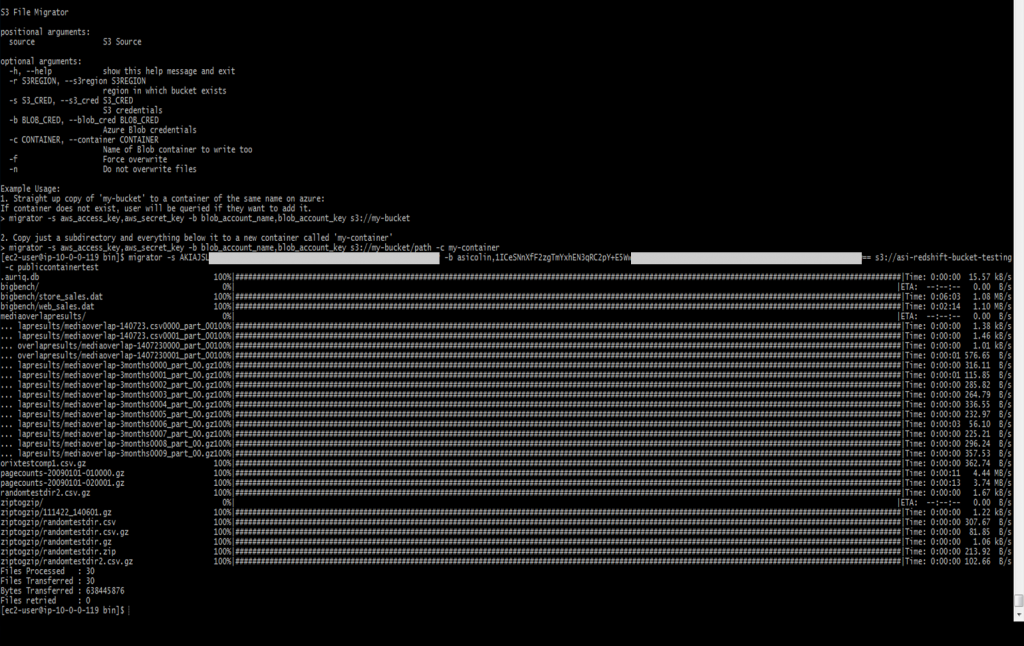 S3 File Migrator
positional arguments:
source S3 Source
optional arguments:
-h, --help show this help message and exit
-r S3REGION, --s3region S3REGION
region in which bucket exists
-s S3_CRED, --s3_cred S3_CRED
S3 credentials
-b BLOB_CRED, --blob_cred BLOB_CRED
Azure Blob credentials
-c CONTAINER, --container CONTAINER
Name of Blob container to write too
-f Force overwrite
-n Do not overwrite files
Example Usage:
1. Straight up copy of 'my-bucket' to a container of the same name on azure:
If container does not exist, user will be queried if they want to add it.
> migrator -s aws_access_key,aws_secret_key -b blob_account_name,blob_account_key s3://my-bucket
2. Copy just a subdirectory and everything below it to a new container called 'my-container'
> migrator -s aws_access_key,aws_secret_key -b blob_account_name,blob_account_key s3://my-bucket/path -c my-container
[ec2-user@ip-10-0-0-119 bin]$ migrator -s AKIAJSL -b asicolin, == s3://asi-redshift-bucket-testing
-c publiccontainertest
.auriq.db 100% Time: 0:00:00 15.57 kB/s
bigbench/ 0% ETA: --:--:-- 0.00 B/s
bigbench/store_sales.dat 100% Time: 0:06:03 1.08 MB/s
bigbench/web_sales.dat 100% Time: 0:02:14 1.10 MB/s
mediaoverlapresults/ 0% ETA: --:--:-- 0.00 B/s
... lapresults/mediaoverlap-140723.csv0000_part_00100% Time: 0:00:00 1.38 kB/s
... lapresults/mediaoverlap-140723.csv0001_part_00100% Time: 0:00:00 1.46 kB/s
... overlapresults/mediaoverlap-1407230000_part_00100% Time: 0:00:00 1.01 kB/s
... overlapresults/mediaoverlap-1407230001_part_00100% Time: 0:00:01 576.65 B/s
... lapresults/mediaoverlap-3months0000_part_00.gz100% Time: 0:00:00 316.11 B/s
... lapresults/mediaoverlap-3months0001_part_00.gz100% Time: 0:00:01 115.85 B/s
... lapresults/mediaoverlap-3months0002_part_00.gz100% Time: 0:00:00 285.82 B/s
... lapresults/mediaoverlap-3months0003_part_00.gz100% Time: 0:00:00 264.79 B/s
... lapresults/mediaoverlap-3months0004_part_00.gz100% Time: 0:00:00 336.55 B/s
... lapresults/mediaoverlap-3months0005_part_00.gz100% Time: 0:00:00 232.97 B/s
... lapresults/mediaoverlap-3months0006_part_00.gz100% Time: 0:00:03 56.10 B/s
... lapresults/mediaoverlap-3months0007_part_00.gz100% Time: 0:00:00 225.21 B/s
... lapresults/mediaoverlap-3months0008_part_00.gz100% Time: 0:00:00 296.24 B/s
... lapresults/mediaoverlap-3months0009_part_00.gz100% Time: 0:00:00 357.53 B/s
orixtestcomp1.csv.gz 100% Time: 0:00:00 362.74 B/s
pagecounts-20090101-010000.gz 100% Time: 0:00:11 4.44 MB/s
pagecounts-20090101-020001.gz 100% Time: 0:00:13 3.74 MB/s
randomtestdir2.csv.gz 100% Time: 0:00:00 1.67 kB/s
ziptogzip/ 0% ETA: --:--:-- 0.00 B/s
ziptogzip/111422_140601.gz 100% Time: 0:00:00 1.22 kB/s
ziptogzip/randomtestdir.csv 100% Time: 0:00:00 307.67 B/s
ziptogzip/randomtestdir.csv.gz 100% Time: 0:00:00 81.85 B/s
ziptogzip/randomtestdir.gz 100% Time: 0:00:00 1.06 kB/s
ziptogzip/randomtestdir.zip 100% Time: 0:00:00 213.92 B/s
ziptogzip/randomtestdir2.csv.gz 100% Time: 0:00:00 102.66 B/s
Files Processed : 30
Files Transferred : 30
Bytes Transferred : 638445876
Files retried : 0
[ec2-user@ip-10-0-0-119 bin]$